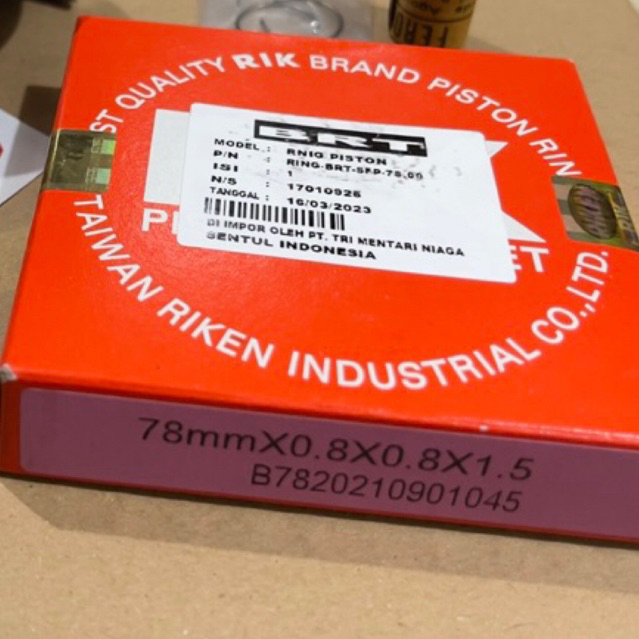 ST QUALITY RIK BRAND PISTON RIN
BRT
MODEL : RNIG PISTON
P/N : RING-BRT-SFP-78.00
ISI : 1
N/S : 17010925
TANGGAL : 16/03/2023
DI IMPOR OLEH PT. TRI MENTARI NIAGA
SENTUL INDONESIA
PI
ET
TAIWAN RIKEN INDUSTRIAL CO.,LTD.
78mmX0.8X0.8X1.5
B7820210901045